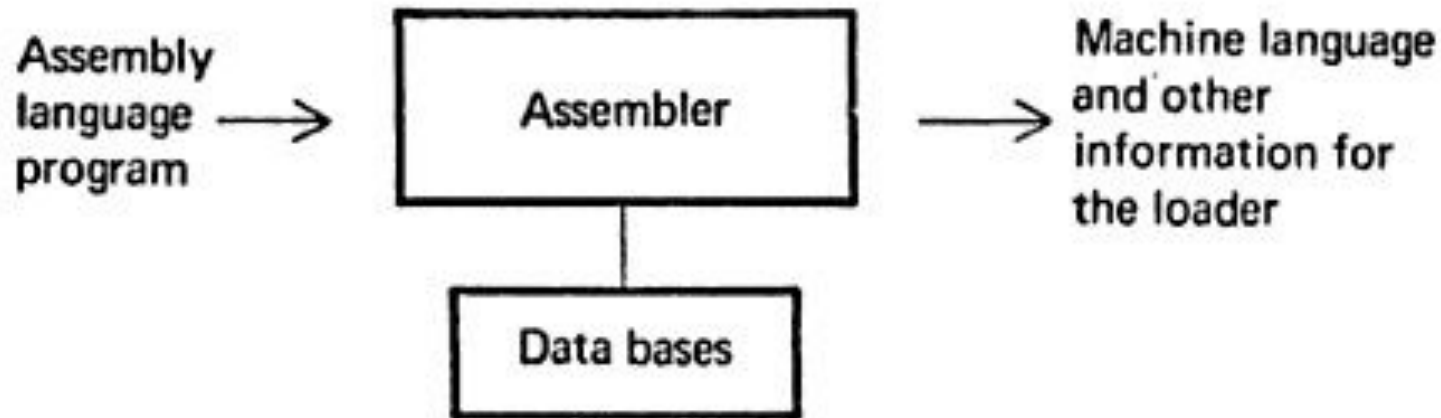 Assembly
language
program
Assembler
Machine language
and other
information for
the loader
Data bases